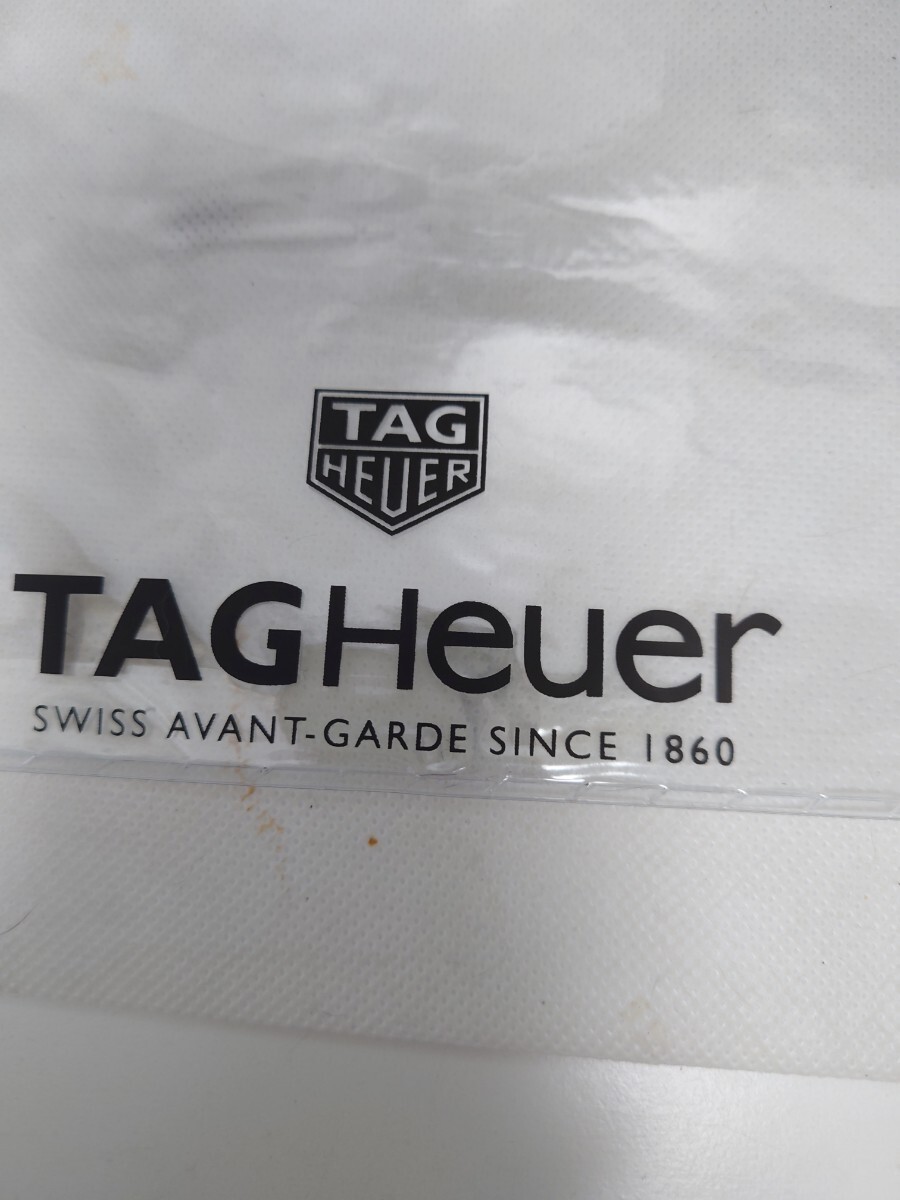 TAG
HEUER
TAGHeuer
SWISS AVANT-GARDE SINCE 1860